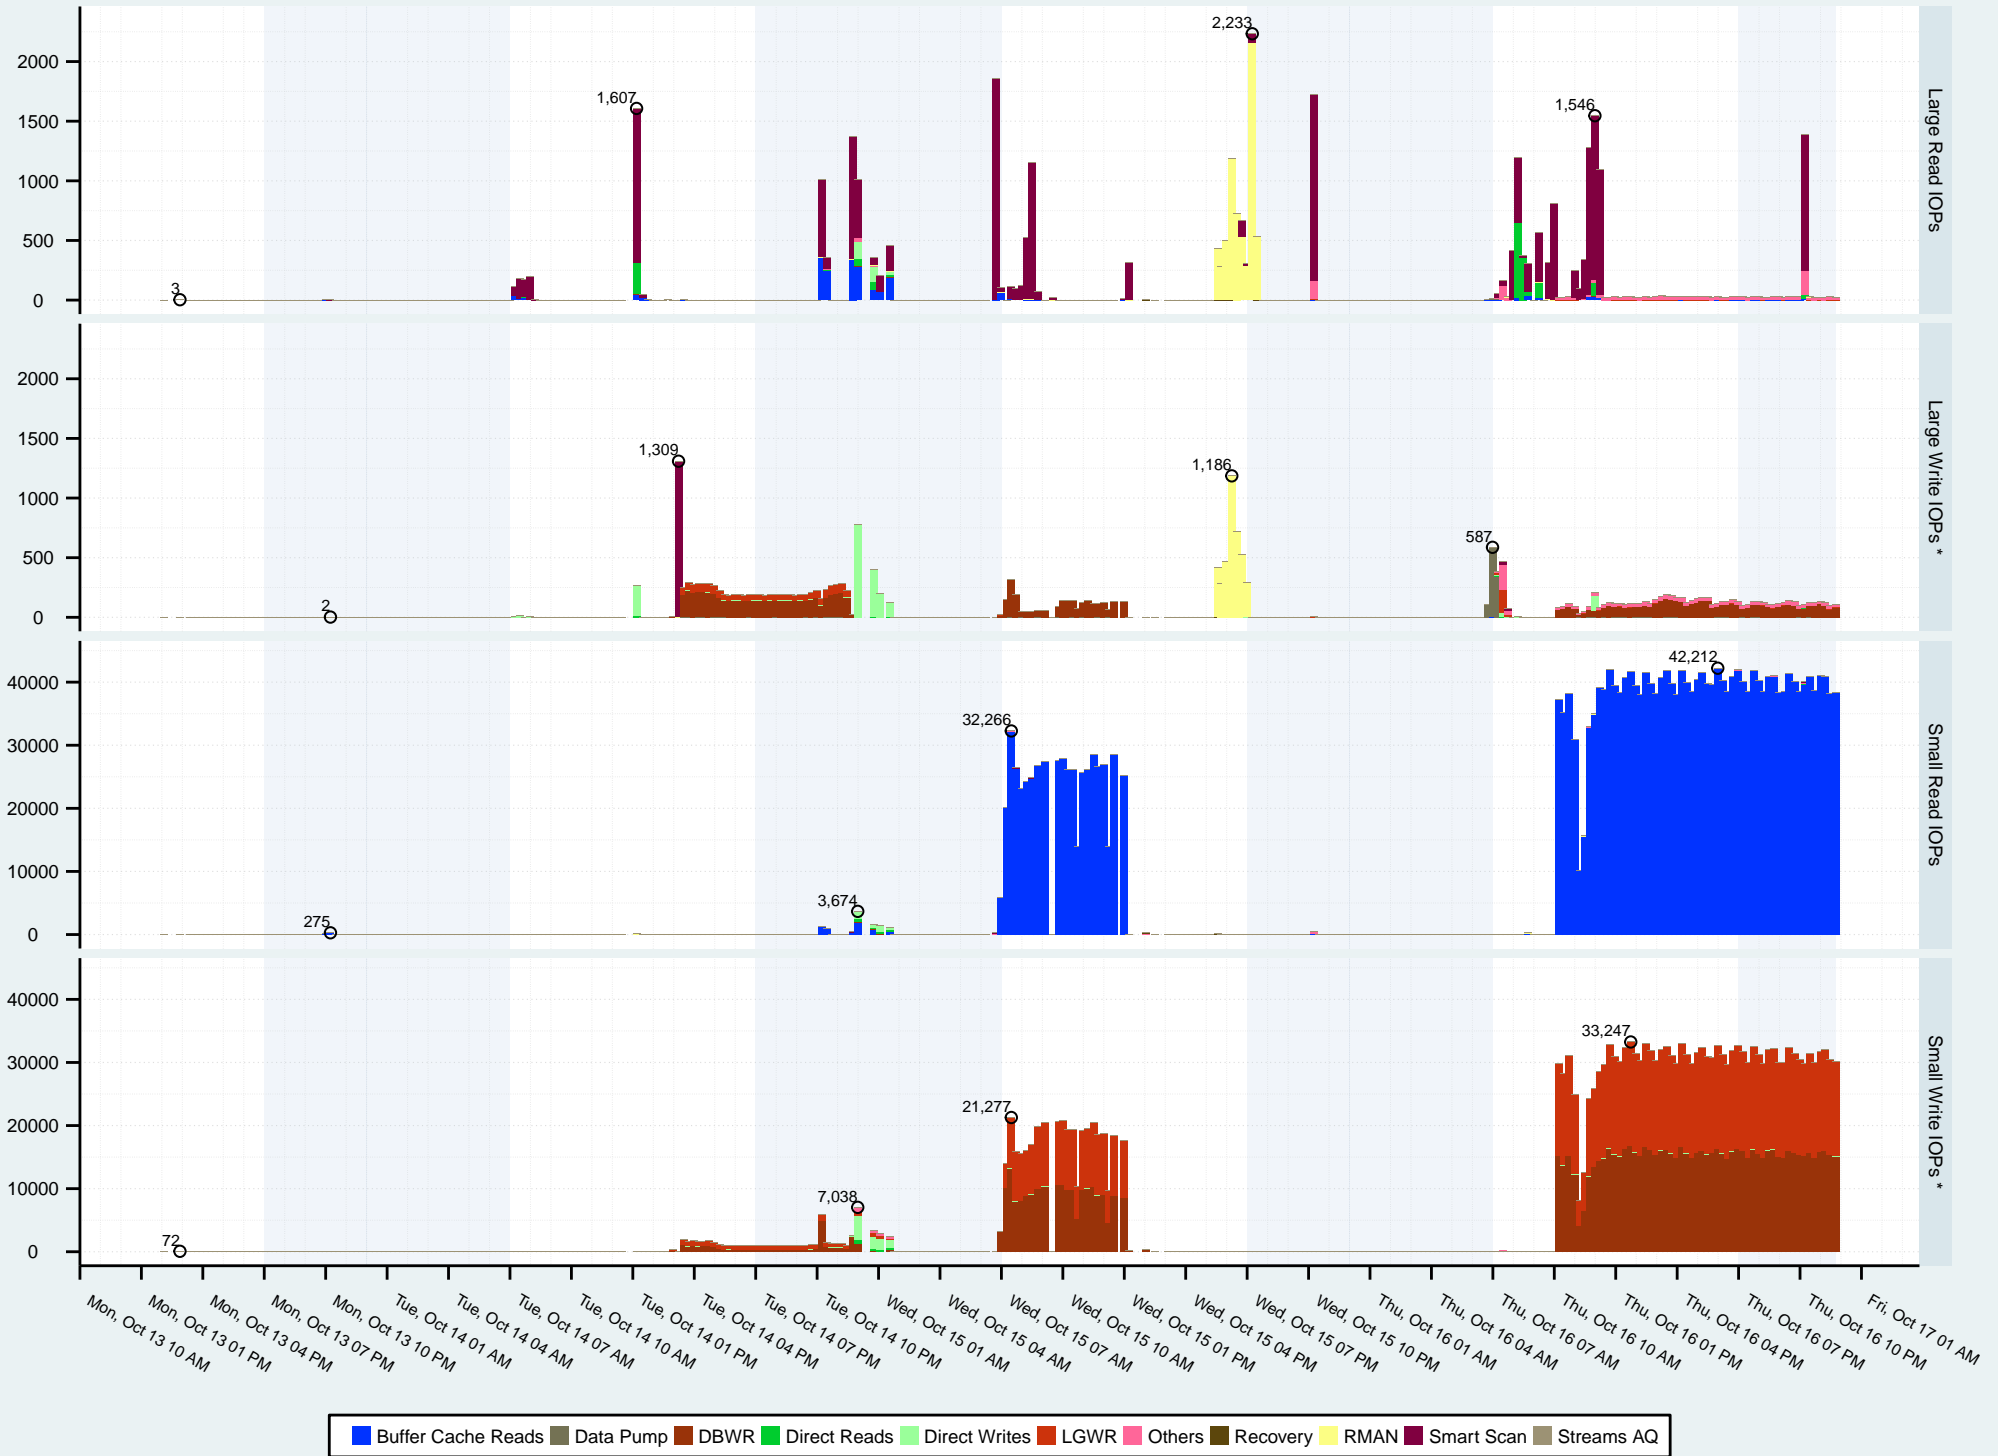 2,233
1,607
1,546
3
2000
1500
1000
500
0
Large Read IOPs
1,309
1,186
587
2
2000
1500
1000
500
0
Large Write IOPs *
42,212
32,266
3,674
275
40000
30000
20000
10000
0
Small Read IOPs
33,247
21,277
7,038
72
40000
30000
20000
10000
0
Small Write IOPs *
Mon, Oct 13 10 AM
Mon, Oct 13 01 PM
Mon, Oct 13 04 PM
Mon, Oct 13 07 PM
Mon, Oct 13 10 PM
Tue, Oct 14 01 AM
Tue, Oct 14 04 AM
Tue, Oct 14 07 AM
Tue, Oct 14 10 AM
Tue, Oct 14 01 PM
Tue, Oct 14 04 PM
Tue, Oct 14 07 PM
Tue, Oct 14 10 PM
Wed, Oct 15 01 AM
Wed, Oct 15 04 AM
Wed, Oct 15 07 AM
Wed, Oct 15 10 AM
Wed, Oct 15 01 PM
Wed, Oct 15 04 PM
Wed, Oct 15 07 PM
Wed, Oct 15 10 PM
Thu, Oct 16 01 AM
Thu, Oct 16 04 AM
Thu, Oct 16 07 AM
Thu, Oct 16 10 AM
Thu, Oct 16 01 PM
Thu, Oct 16 04 PM
Thu, Oct 16 07 PM
Thu, Oct 16 10 PM
Fri, Oct 17 01 AM
Buffer Cache Reads Data Pump DBWR Direct Reads Direct Writes LGWR Others Recovery RMAN Smart Scan Streams AQ